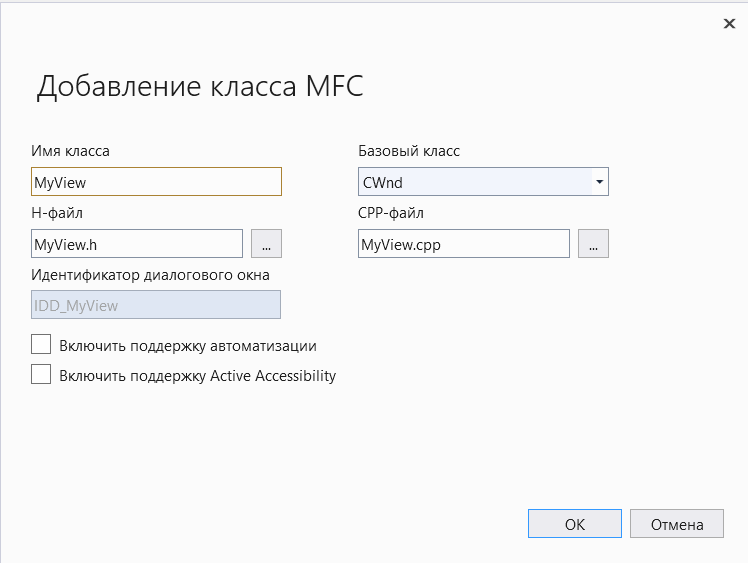 Добавление класса MFC
Имя класса
Базовый класс
MyView
CWnd
H-файл
CPP-файл
MyView.h
...
MyView.cpp
...
Идентификатор диалогового окна
IDD_MyView
Включить поддержку автоматизации
Включить поддержку Active Accessibility
ОК
Отмена